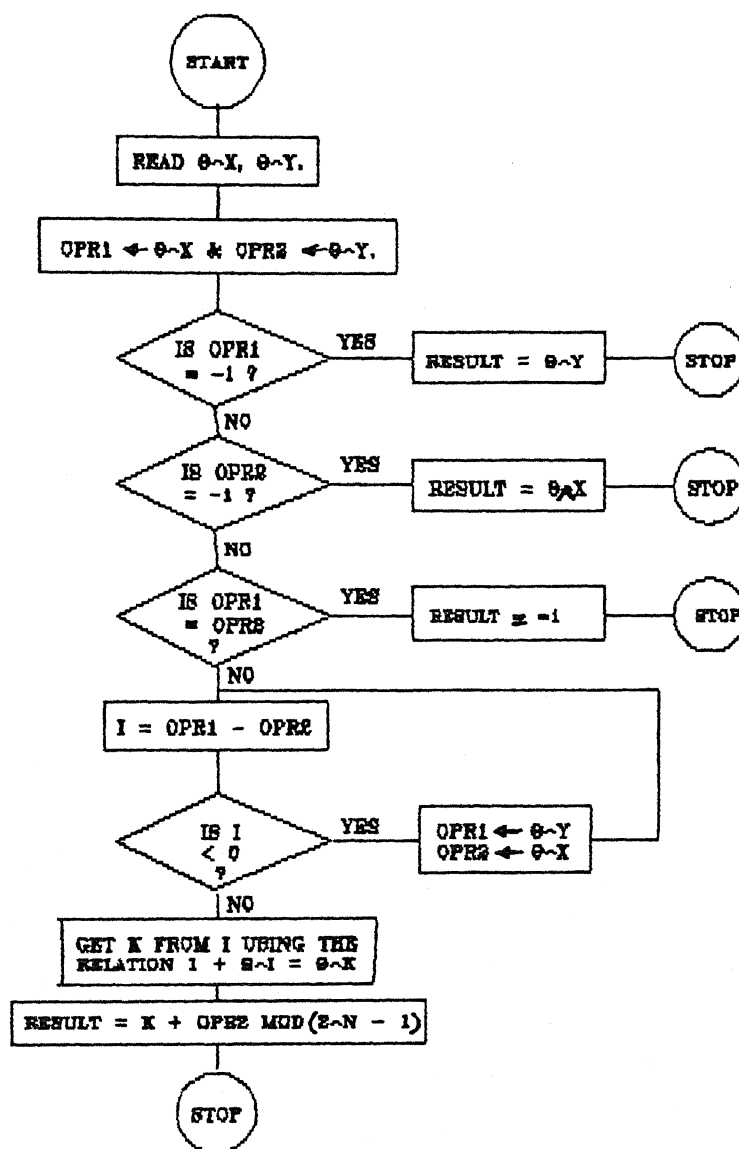 START
READ θ~X, θ~Y.
OPR1 ← θ~X & OPR2 ← θ~Y.
IS OPR1
= -1 ?
YES
RESULT = θ~Y
STOP
NO
IS OPR2
= -1 ?
YES
RESULT = θ~X
STOP
NO
IS OPR1
= OPR2
?
YES
RESULT = -1
STOP
NO
I = OPR1 - OPR2
IS I
< 0
?
YES
OPR1 ← θ~Y
OPR2 ← θ~X
NO
GET K FROM I USING THE
RELATION 1 + θ~I = θ~K
RESULT = K + OPR2 MOD(2~N - 1)
STOP